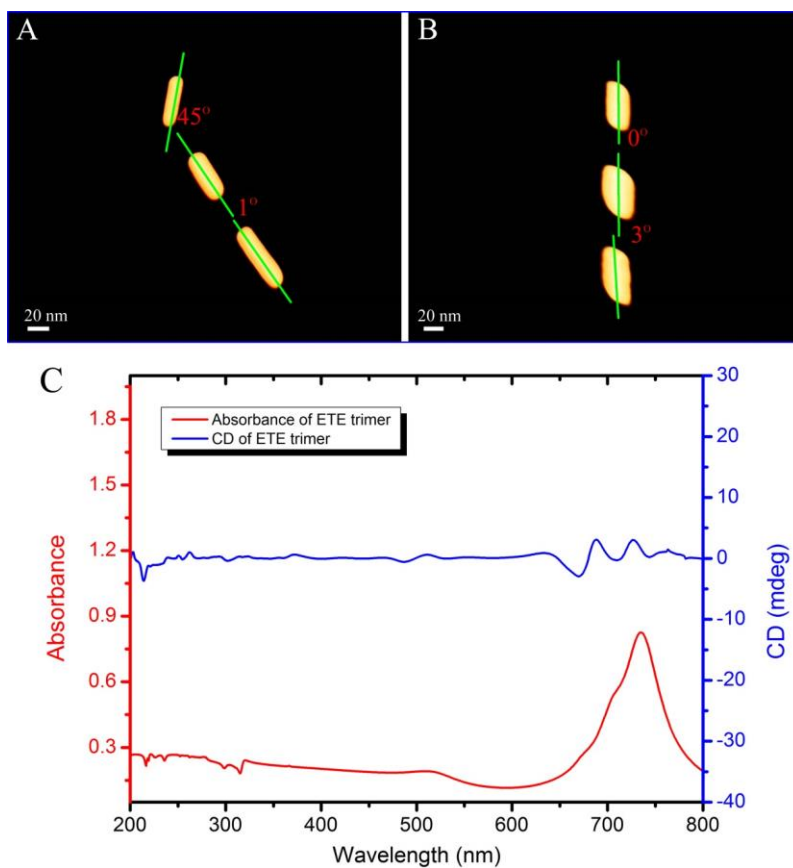 A
45°
1°
20 nm
B
0°
3°
20 nm
C
Absorbance of ETE trimer
CD of ETE trimer
Absorbance
1.8
1.5
1.2
0.9
0.6
0.3
CD (mdeg)
30
20
10
0
-10
-20
-30
-40
200 300 400 500 600 700 800
Wavelength (nm)